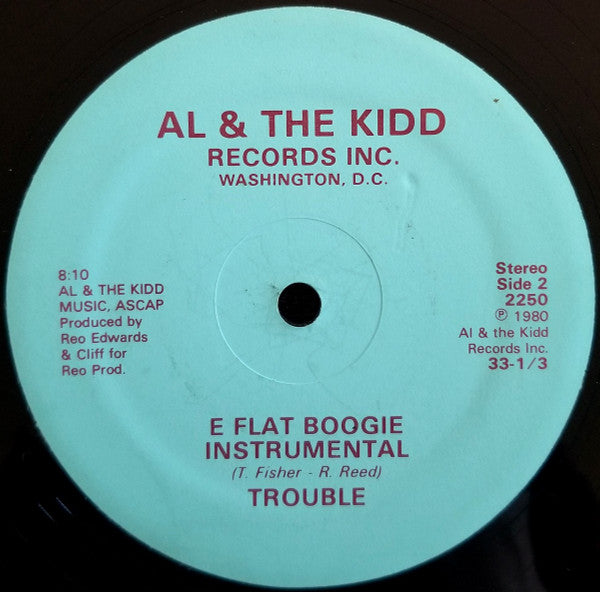 AL & THE KIDD
RECORDS INC.
WASHINGTON, D.C.
8:10
AL & THE KIDD
MUSIC, ASCAP
Produced by
Reo Edwards
& Cliff for
Reo Prod.
Stereo
Side 2
2250
℗ 1980
Al & the Kidd
Records Inc.
33-1/3
E FLAT BOOGIE
INSTRUMENTAL
(T. Fisher - R. Reed)
TROUBLE